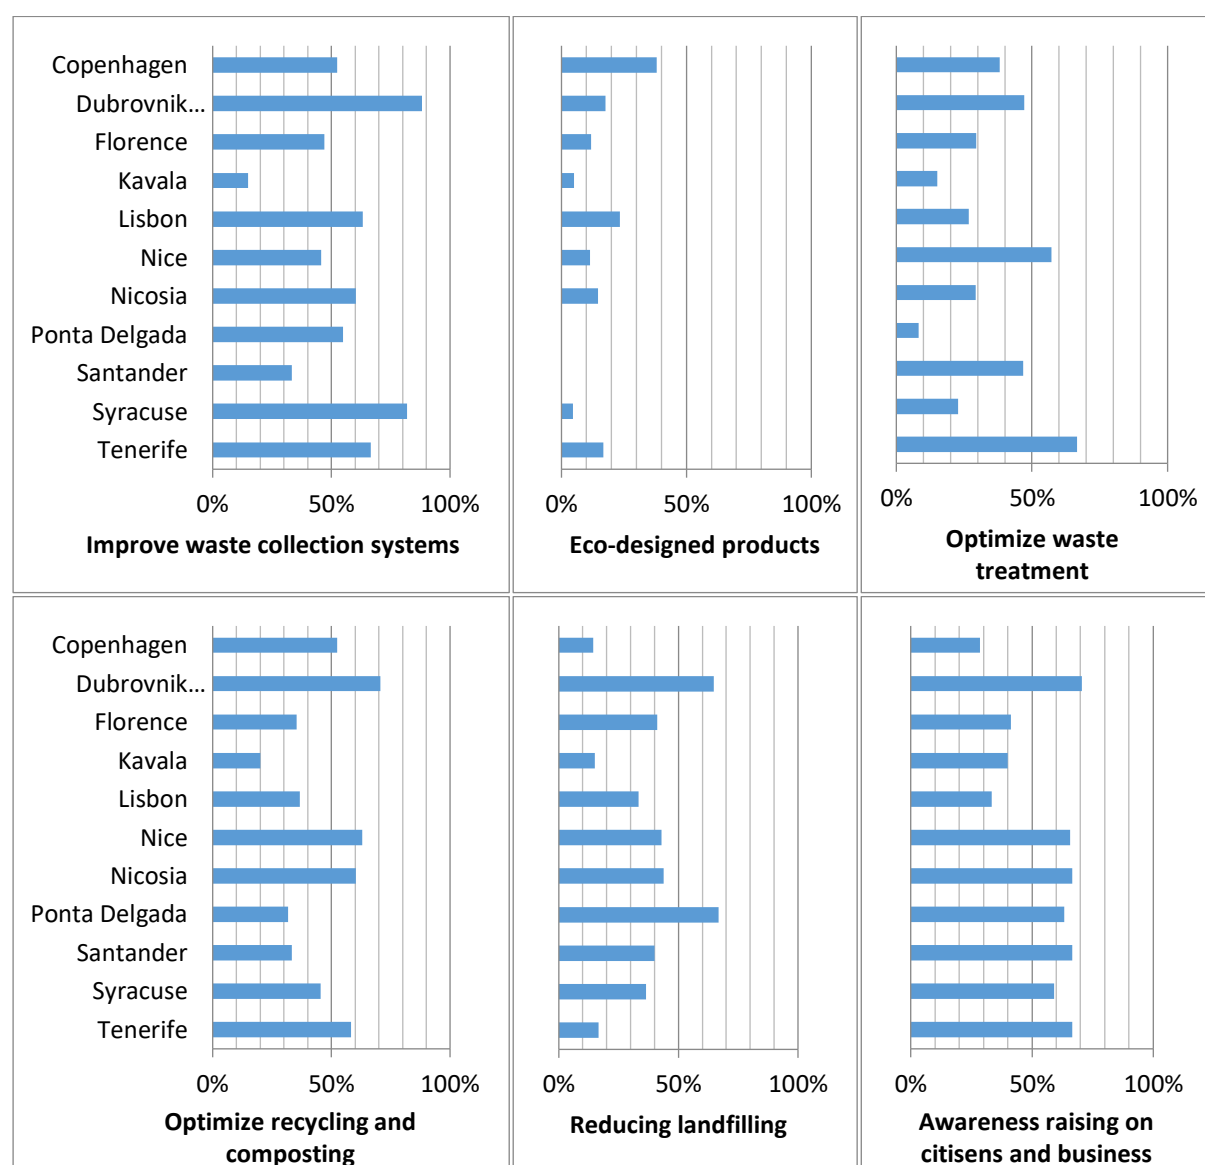 Copenhagen
Dubrovnik...
Florence
Kavala
Lisbon
Nice
Nicosia
Ponta Delgada
Santander
Syracuse
Tenerife
0% 50% 100%
Improve waste collection systems
0% 50% 100%
Eco-designed products
0% 50% 100%
Optimize waste
treatment
Copenhagen
Dubrovnik...
Florence
Kavala
Lisbon
Nice
Nicosia
Ponta Delgada
Santander
Syracuse
Tenerife
0% 50% 100%
Optimize recycling and
composting
0% 50% 100%
Reducing landfilling
0% 50% 100%
Awareness raising on
citisens and business